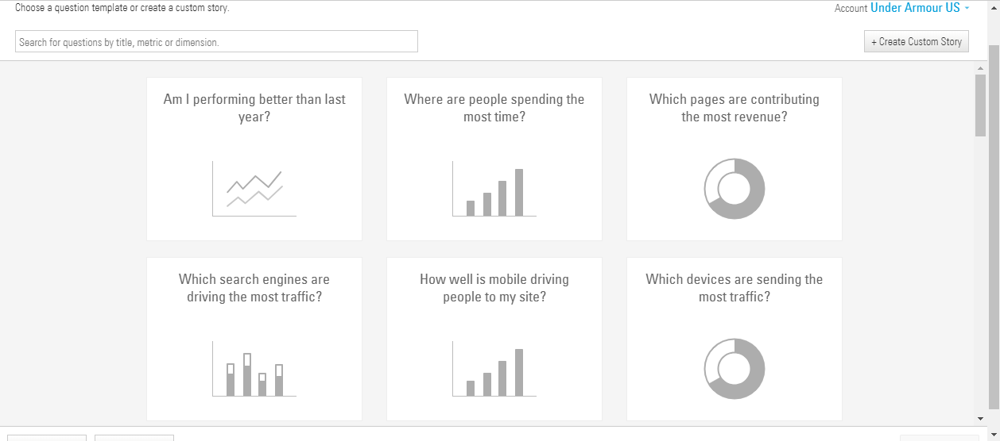 Choose a question template or create a custom story.
Account Under Armour US
Search for questions by title, metric or dimension.
+ Create Custom Story
Am I performing better than last
year?
Where are people spending the
most time?
Which pages are contributing
the most revenue?
Which search engines are
driving the most traffic?
How well is mobile driving
people to my site?
Which devices are sending the
most traffic?